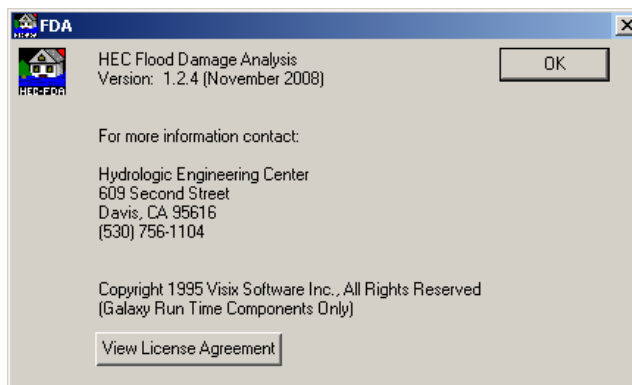 FDA
HEC Flood Damage Analysis
Version: 1.2.4 (November 2008)
OK
HEC-FDA
For more information contact:
Hydrologic Engineering Center
609 Second Street
Davis, CA 95616
(530) 756-1104
Copyright 1995 Visix Software Inc., All Rights Reserved
(Galaxy Run Time Components Only)
View License Agreement